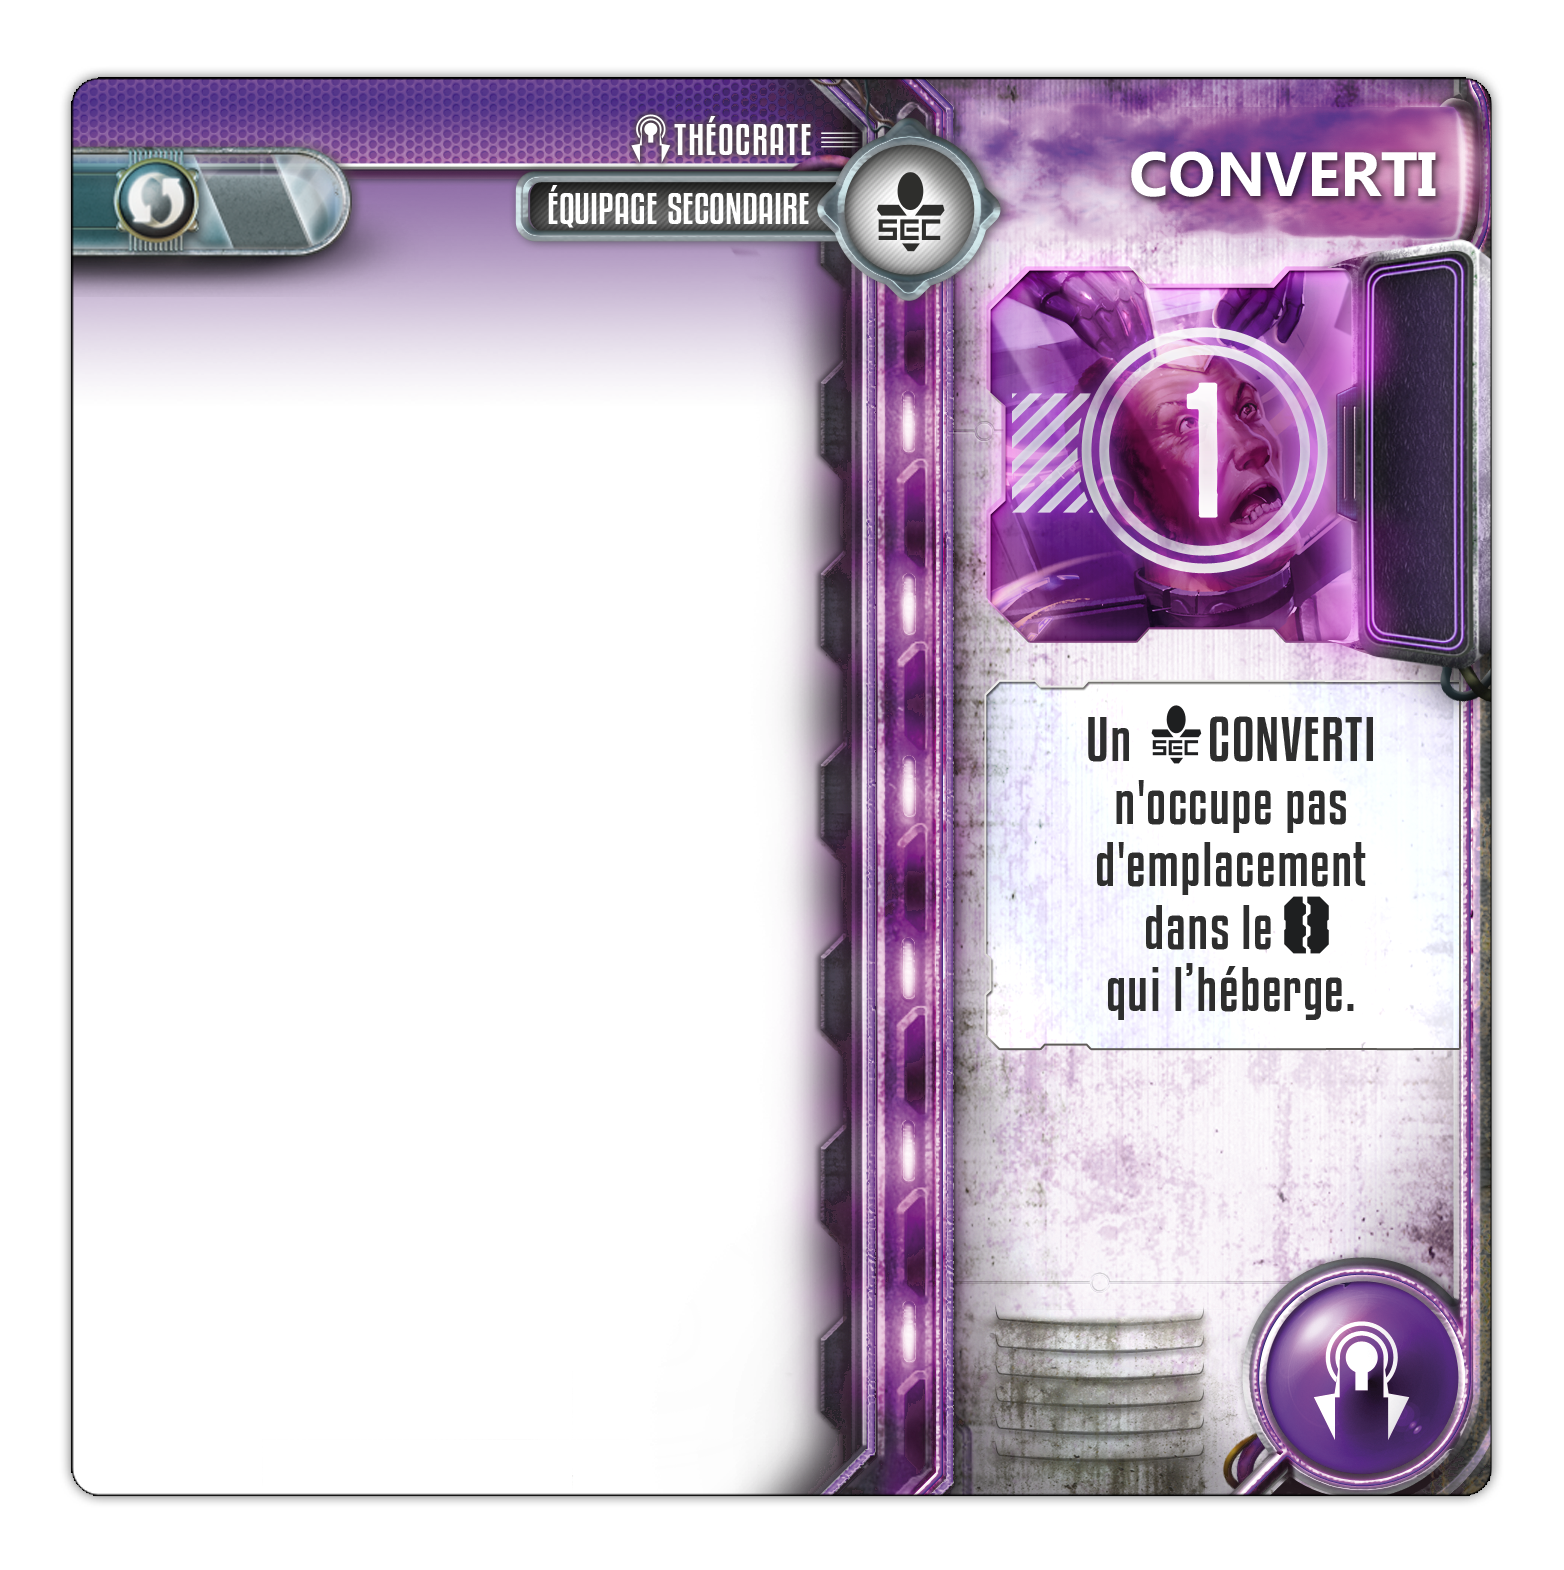 THÉOCRATE
ÉQUIPAGE SECONDAIRE
SEC
CONVERTI
1
Un SEC CONVERTI
n'occupe pas
d'emplacement
dans le
qui l'héberge.